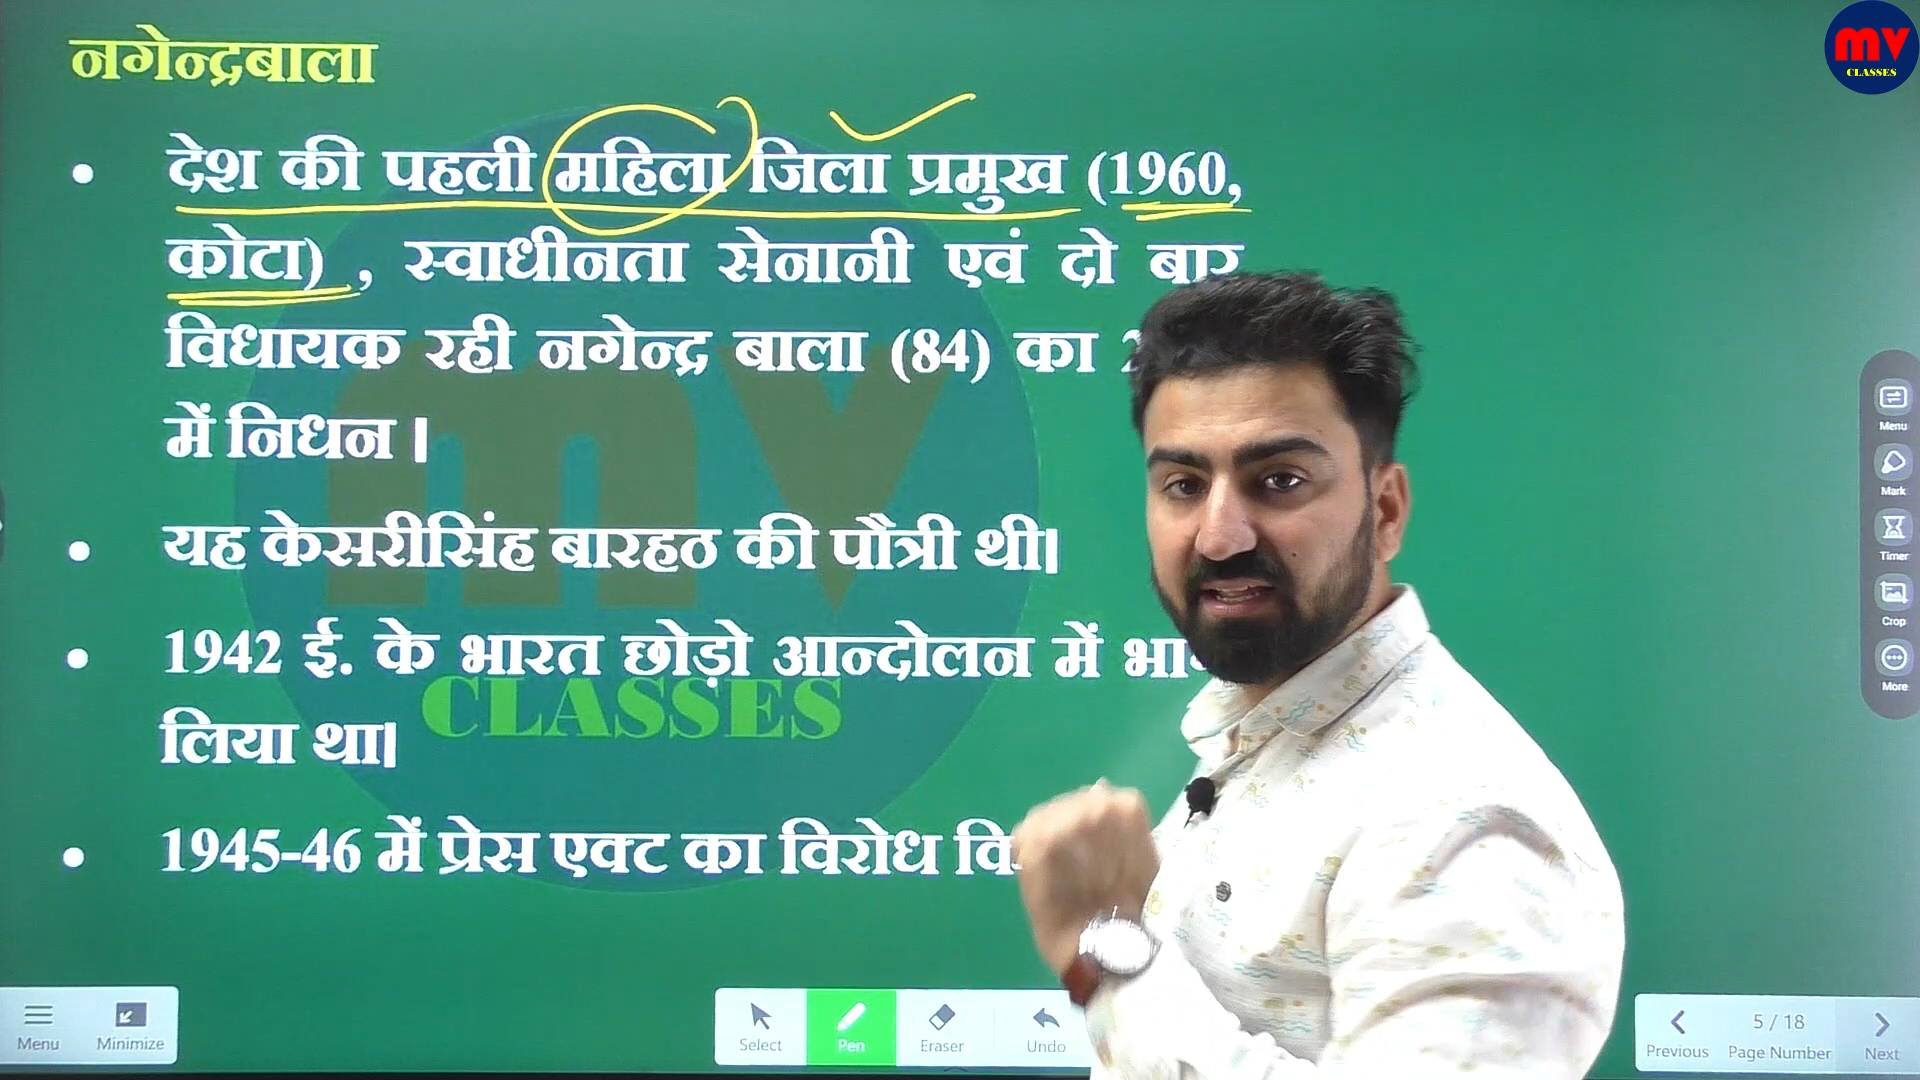 mv
CLASSES
नगेन्द्रबाला
• देश की पहली महिला जिला प्रमुख (1960,
कोटा) , स्वाधीनता सेनानी एवं दो बार
विधायक रही नगेन्द्र बाला (84) का
में निधन ।
• यह केसरीसिंह बारहठ की पौत्री थी।
• 1942 ई. के भारत छोड़ो आन्दोलन में
लिया था।
• 1945-46 में प्रेस एक्ट का विरोध
mv
CLASSES
Menu
Mark
Timer
Crop
More
Menu
Minimize
Select
Pen
Eraser
Undo
Previous
5 / 18
Page Number
Next